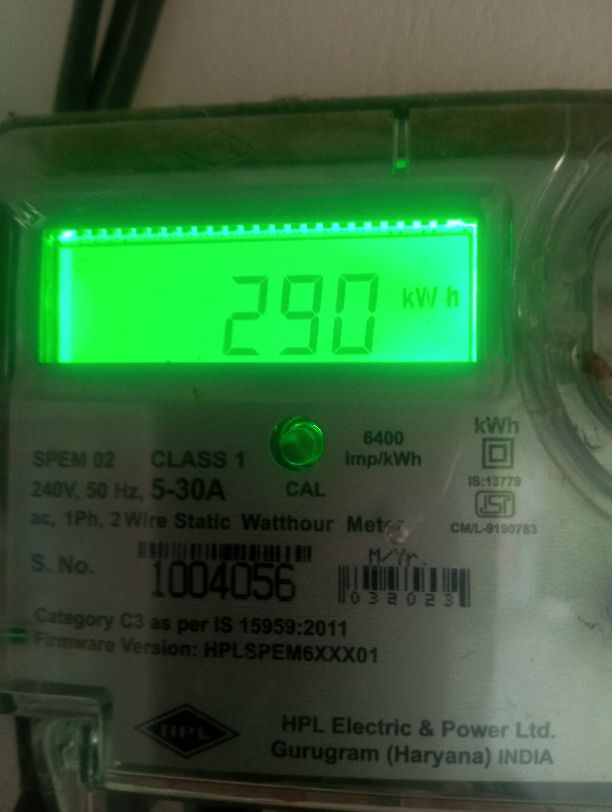 290 kWh
SPEM 02 CLASS 1
6400
imp/kWh
kWh
240V, 50 Hz, 5-30A
CAL
IS:13779
ISI
CM/L-9190783
ac, 1Ph, 2 Wire Static Watthour Meter
S. No.
1004056
M/Yr.
032023
Category C3 as per IS 15959:2011
Firmware Version: HPLSPEM6XXX01
HPL
HPL Electric & Power Ltd.
Gurugram (Haryana) INDIA